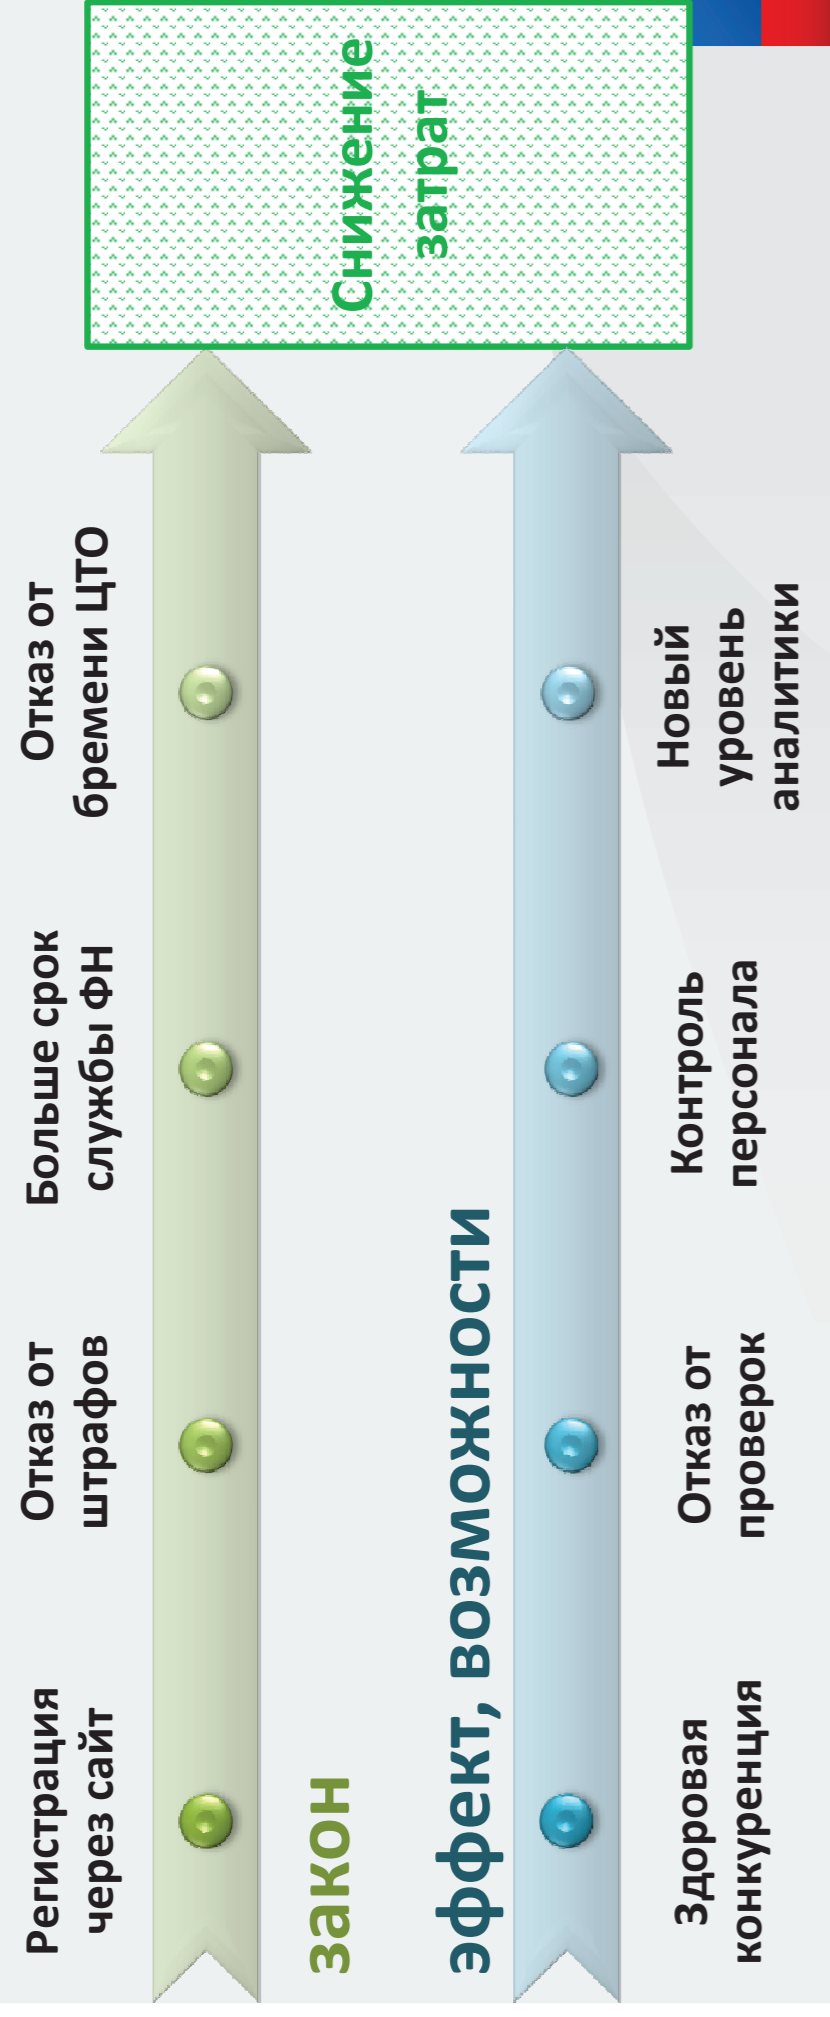 Регистрация
через сайт
Отказ от
штрафов
Больше срок
службы ФН
Отказ от
бремени ЦТО
закон
Снижение
затрат
эффект, возможности
Здоровая
конкуренция
Отказ от
проверок
Контроль
персонала
Новый
уровень
аналитики